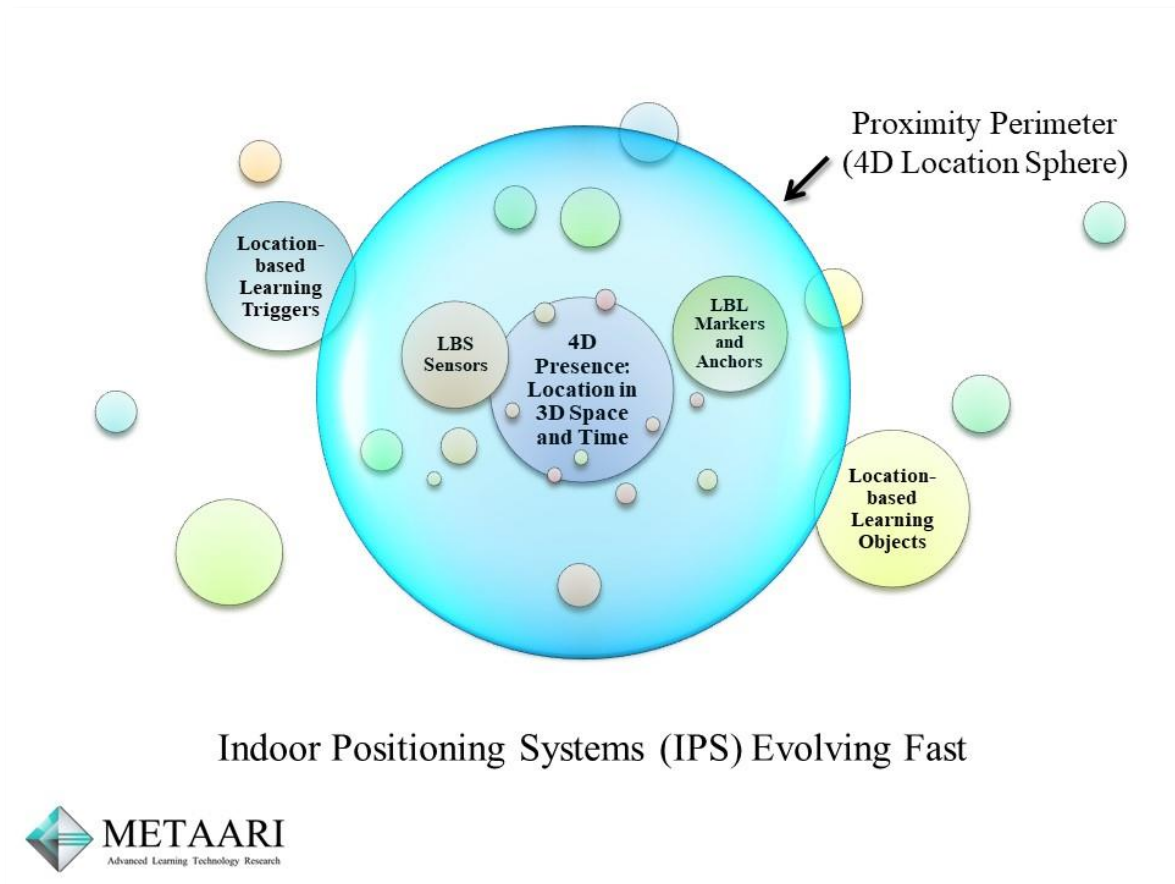 Proximity Perimeter
(4D Location Sphere)
Location-
based
Learning
Triggers
LBS
Sensors
4D
Presence:
Location in
3D Space
and Time
LBL
Markers
and
Anchors
Location-
based
Learning
Objects
Indoor Positioning Systems (IPS) Evolving Fast
METAARI
Advanced Learning Technology Research